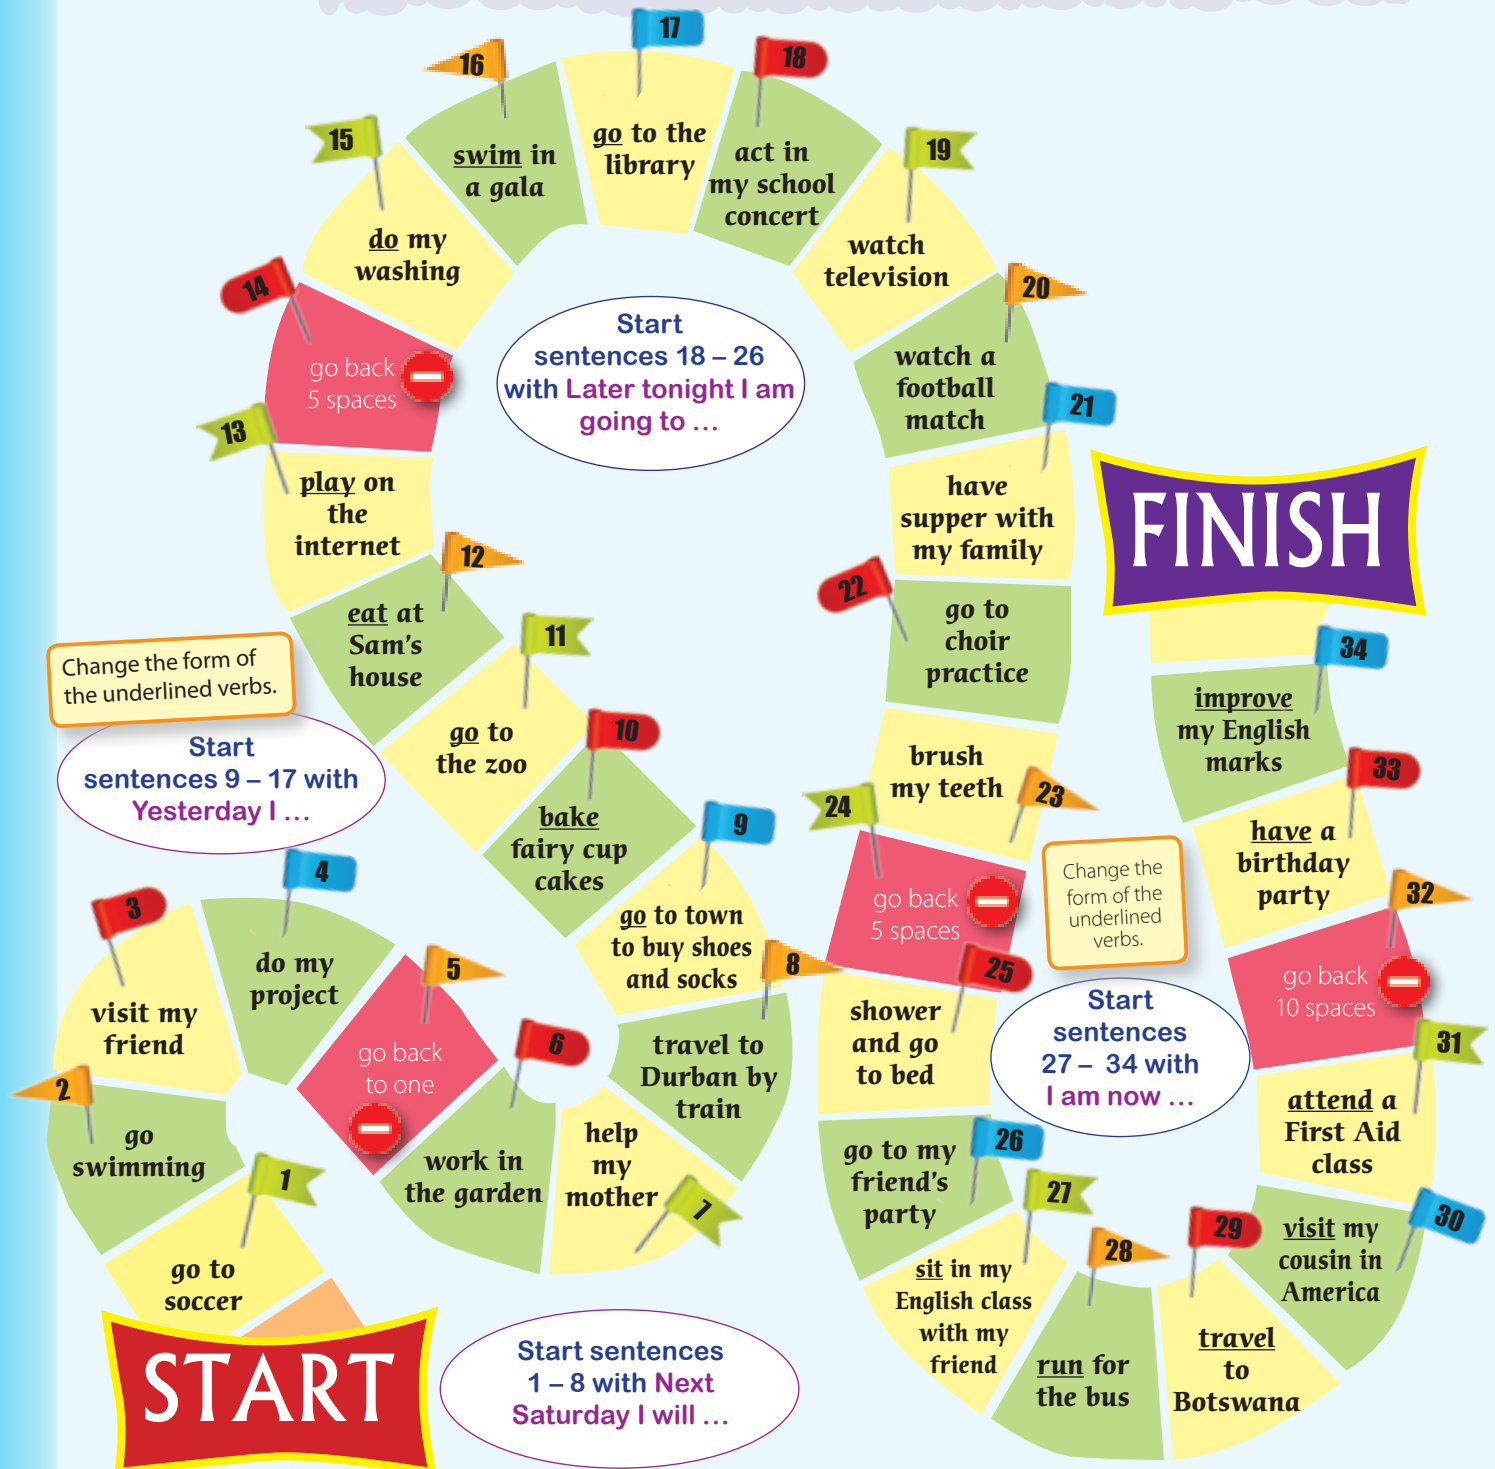 START
1
go to
soccer
2
go
swimming
3
visit my
friend
4
do my
project
5
go back
to one
6
work in
the garden
7
help
my
mother
8
travel to
Durban by
train
Start sentences
1 – 8 with Next
Saturday I will ...
9
go to town
to buy shoes
and socks
10
bake
fairy cup
cakes
11
go to
the zoo
12
eat at
Sam's
house
13
play on
the
internet
14
go back
5 spaces
15
do my
washing
16
swim in
a gala
17
go to the
library
Change the form of
the underlined verbs.
Start
sentences 9 – 17 with
Yesterday I ...
18
act in
my school
concert
19
watch
television
20
watch a
football
match
21
have
supper with
my family
22
go to
choir
practice
23
brush
my teeth
24
go back
5 spaces
25
shower
and go
to bed
26
go to my
friend's
party
Start
sentences 18 – 26
with Later tonight I am
going to ...
27
sit in my
English class
with my
friend
28
run for
the bus
29
travel
to
Botswana
30
visit my
cousin in
America
31
attend a
First Aid
class
32
go back
10 spaces
33
have a
birthday
party
34
improve
my English
marks
Change the
form of the
underlined
verbs.
Start
sentences
27 – 34 with
I am now ...
FINISH